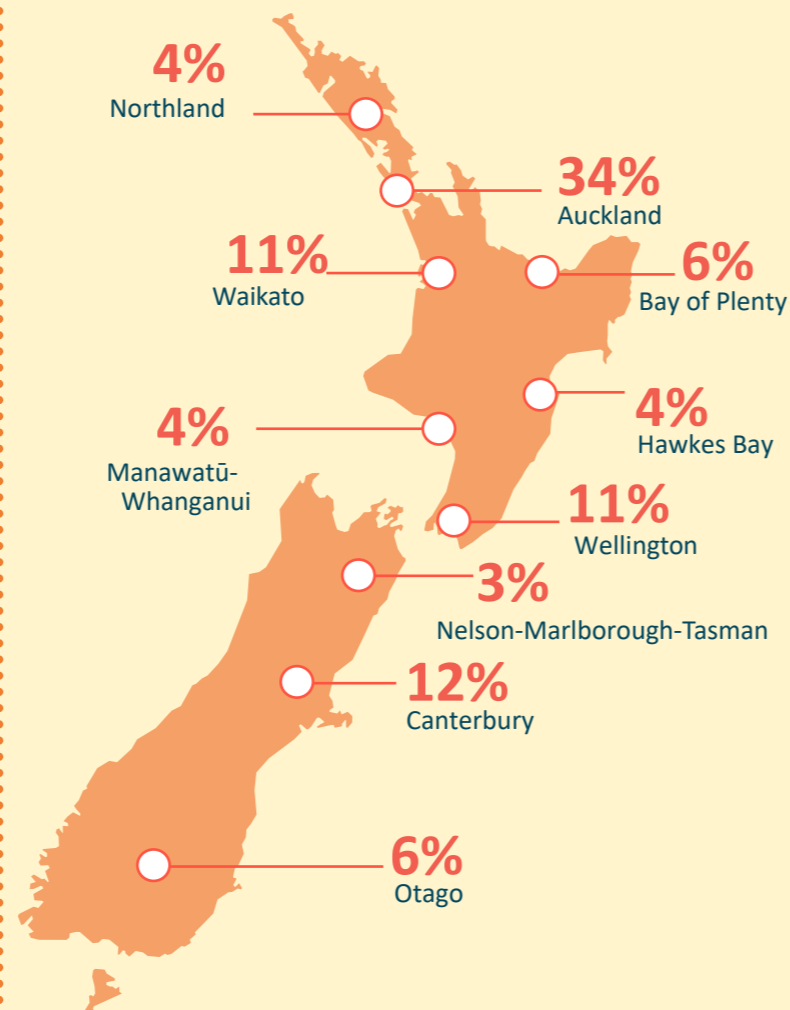 4%
Northland
34%
Auckland
11%
Waikato
6%
Bay of Plenty
4%
Hawkes Bay
4%
Manawatū-
Whanganui
11%
Wellington
3%
Nelson-Marlborough-Tasman
12%
Canterbury
6%
Otago